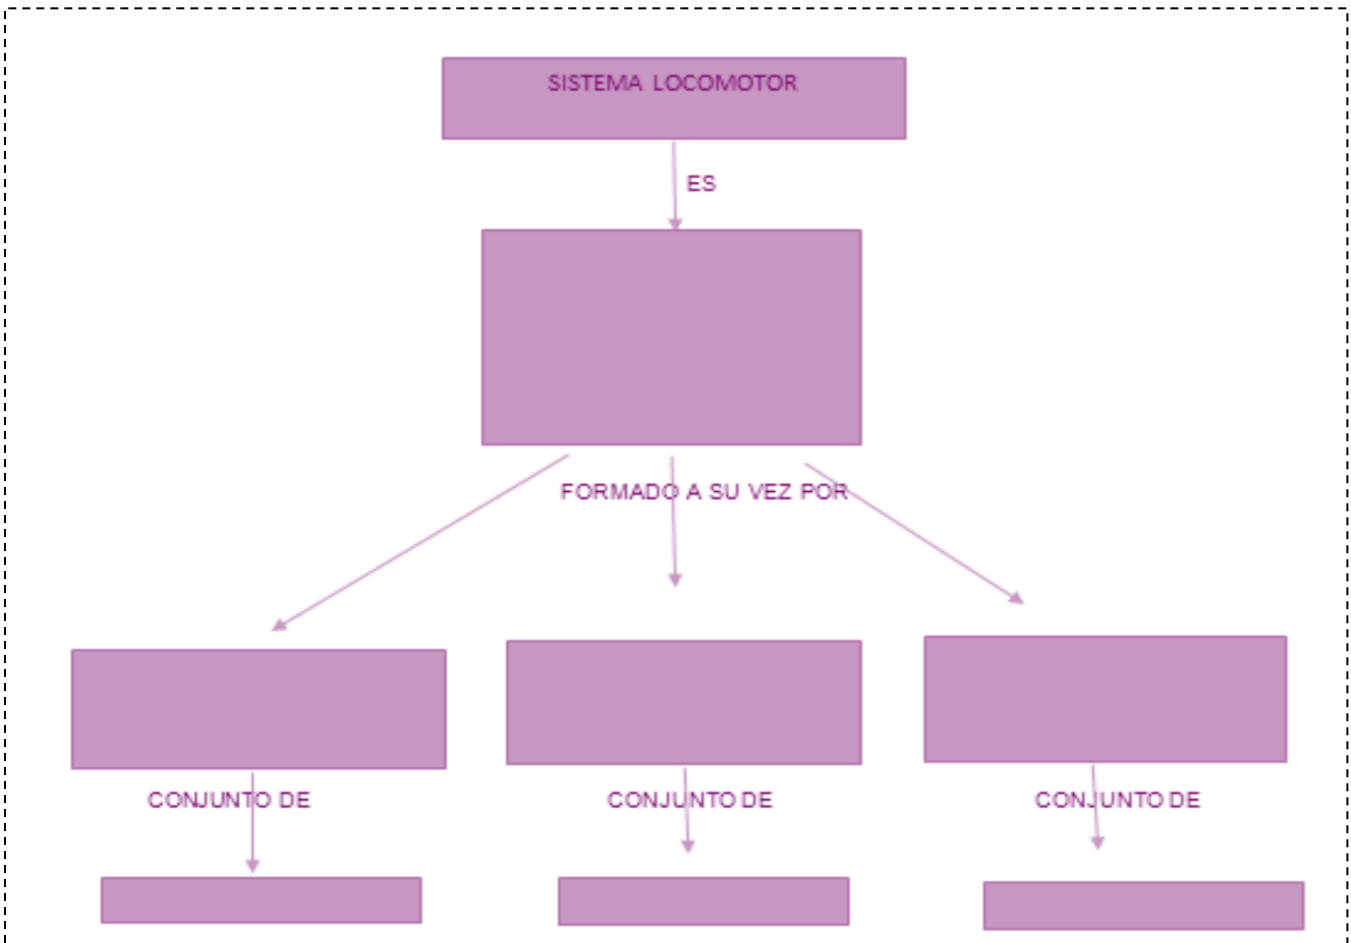 SISTEMA LOCOMOTOR
ES
FORMADO A SU VEZ POR
CONJUNTO DE
CONJUNTO DE
CONJUNTO DE